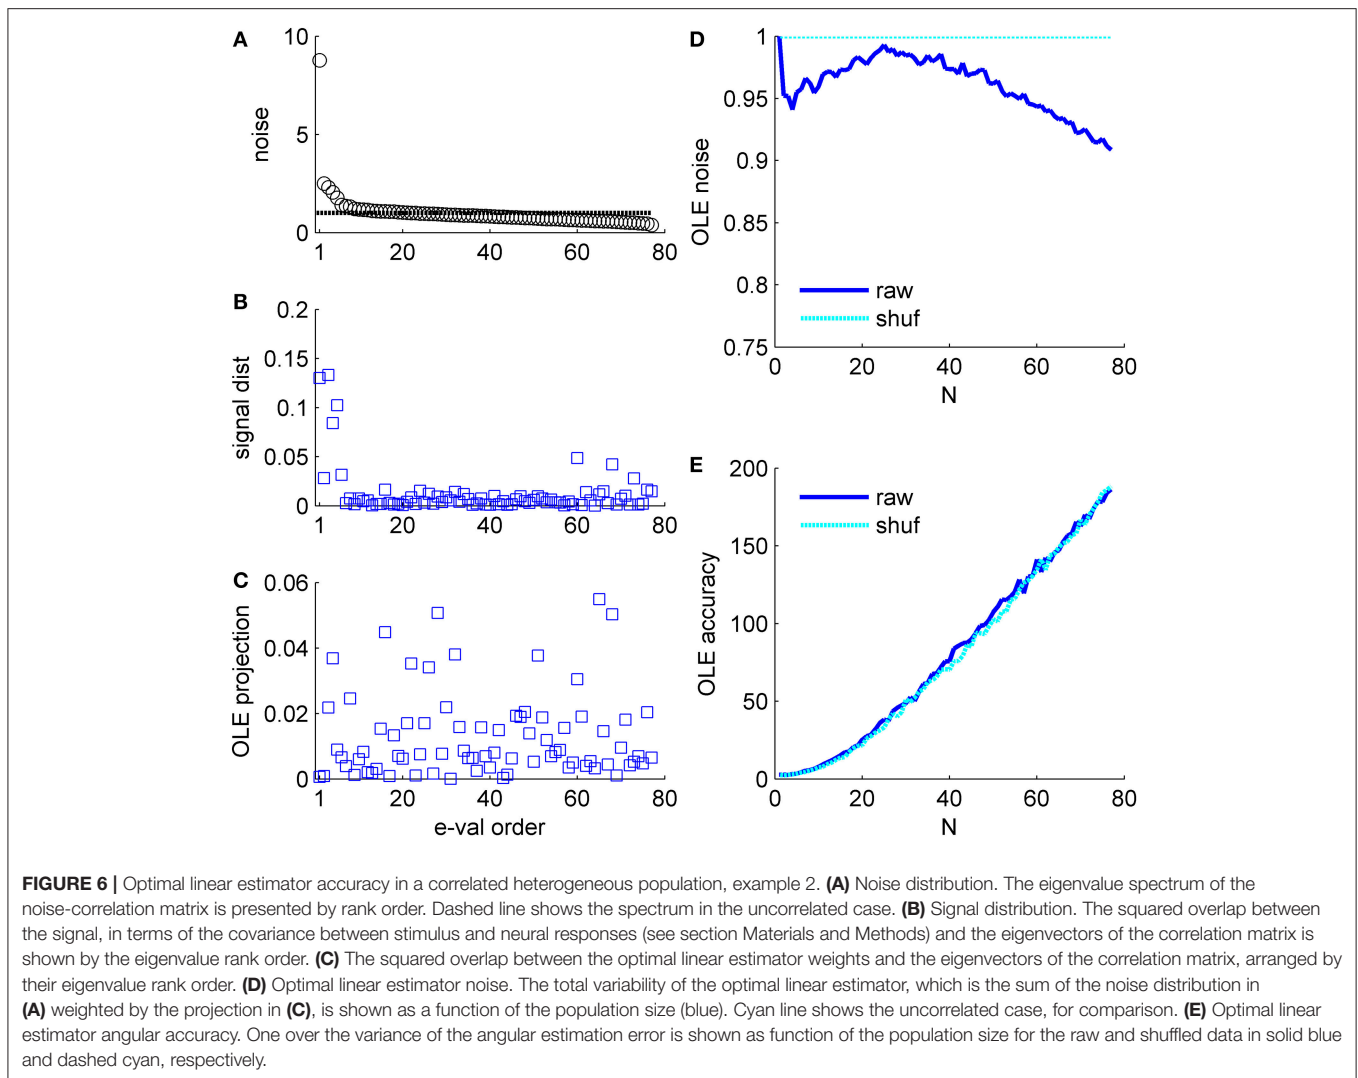 A
10
5
0
noise
1
20
40
60
80
B
0.2
0.15
0.1
0.05
0
signal dist
1
20
40
60
80
C
0.06
0.04
0.02
0
OLE projection
1
20
40
60
80
e-val order
D
1
0.95
0.9
0.85
0.8
0.75
OLE noise
raw
shuf
0
20
40
60
80
N
E
200
150
100
50
0
OLE accuracy
raw
shuf
0
20
40
60
80
N
FIGURE 6 | Optimal linear estimator accuracy in a correlated heterogeneous population, example 2. (A) Noise distribution. The eigenvalue spectrum of the
noise-correlation matrix is presented by rank order. Dashed line shows the spectrum in the uncorrelated case. (B) Signal distribution. The squared overlap between
the signal, in terms of the covariance between stimulus and neural responses (see section Materials and Methods) and the eigenvectors of the correlation matrix is
shown by the eigenvalue rank order. (C) The squared overlap between the optimal linear estimator weights and the eigenvectors of the correlation matrix, arranged by
their eigenvalue rank order. (D) Optimal linear estimator noise. The total variability of the optimal linear estimator, which is the sum of the noise distribution in
(A) weighted by the projection in (C), is shown as a function of the population size (blue). Cyan line shows the uncorrelated case, for comparison. (E) Optimal linear
estimator angular accuracy. One over the variance of the angular estimation error is shown as function of the population size for the raw and shuffled data in solid blue
and dashed cyan, respectively.